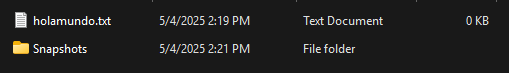 holamundo.txt 5/4/2025 2:19 PM Text Document 0 KB
Snapshots 5/4/2025 2:21 PM File folder